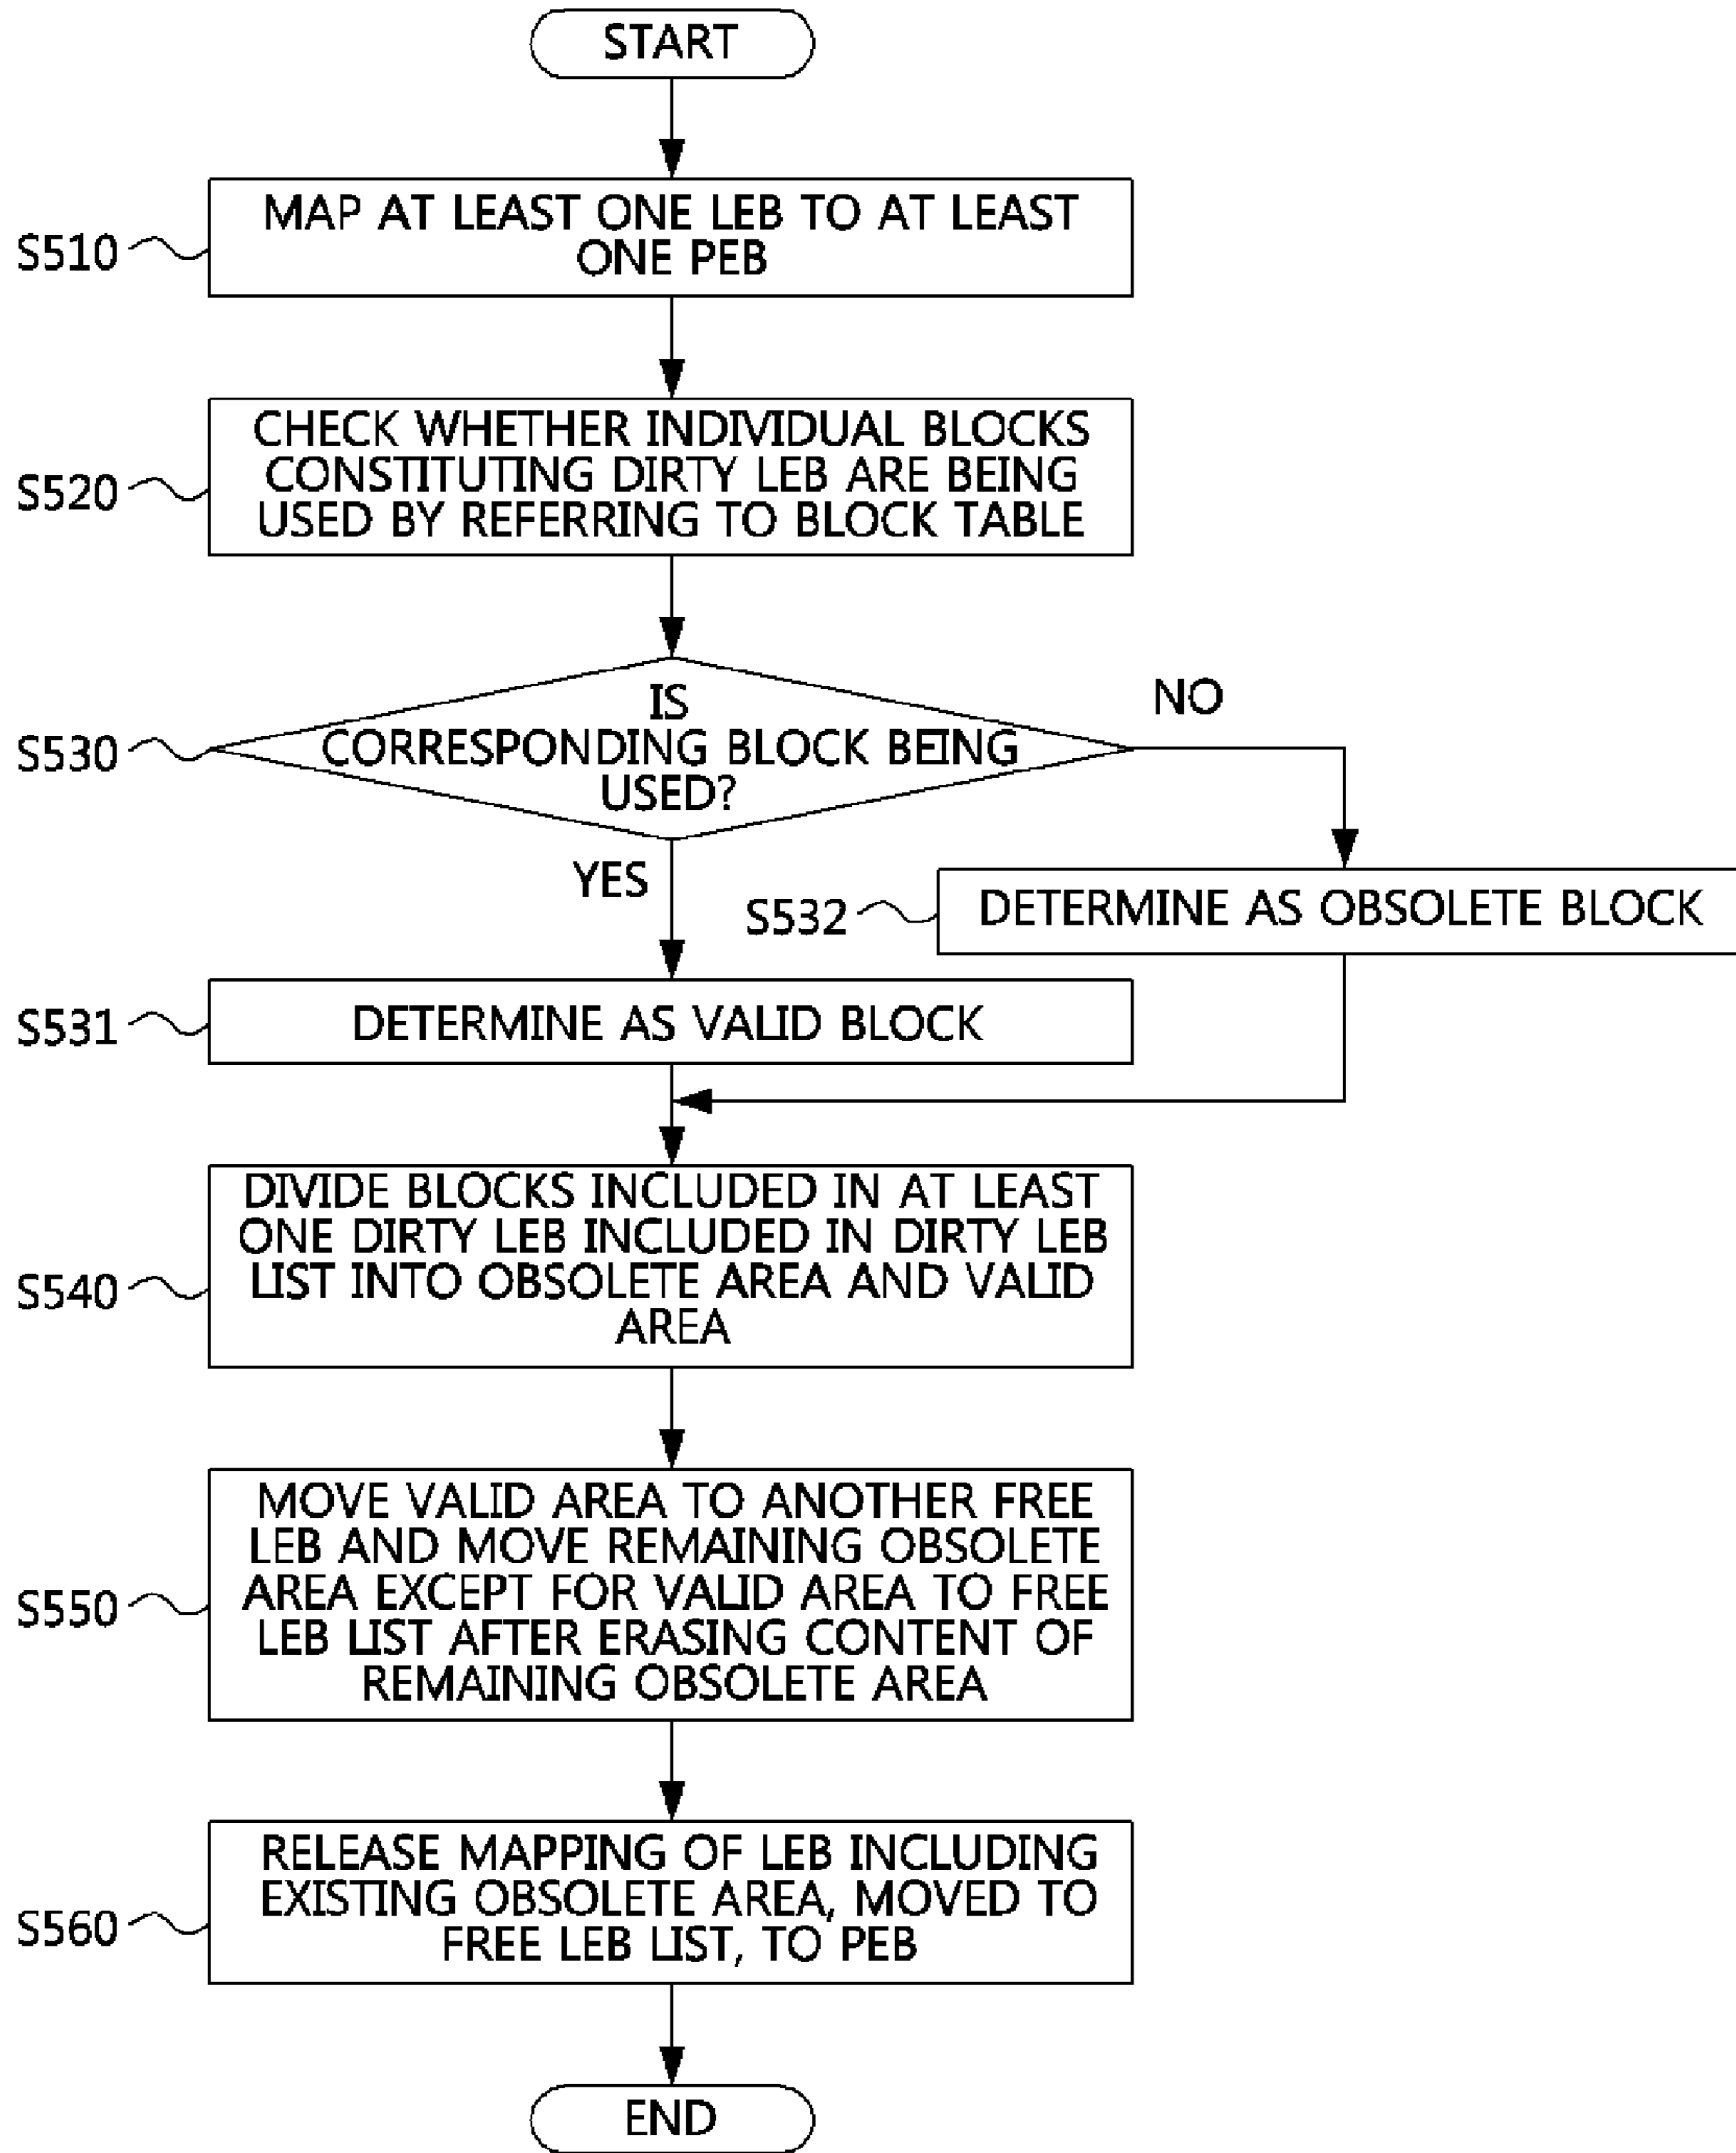 START
S510
MAP AT LEAST ONE LEB TO AT LEAST
ONE PEB
S520
CHECK WHETHER INDIVIDUAL BLOCKS
CONSTITUTING DIRTY LEB ARE BEING
USED BY REFERRING TO BLOCK TABLE
S530
IS
CORRESPONDING BLOCK BEING
USED?
NO
YES
S532
DETERMINE AS OBSOLETE BLOCK
S531
DETERMINE AS VALID BLOCK
S540
DIVIDE BLOCKS INCLUDED IN AT LEAST
ONE DIRTY LEB INCLUDED IN DIRTY LEB
LIST INTO OBSOLETE AREA AND VALID
AREA
S550
MOVE VALID AREA TO ANOTHER FREE
LEB AND MOVE REMAINING OBSOLETE
AREA EXCEPT FOR VALID AREA TO FREE
LEB LIST AFTER ERASING CONTENT OF
REMAINING OBSOLETE AREA
S560
RELEASE MAPPING OF LEB INCLUDING
EXISTING OBSOLETE AREA, MOVED TO
FREE LEB LIST, TO PEB
END